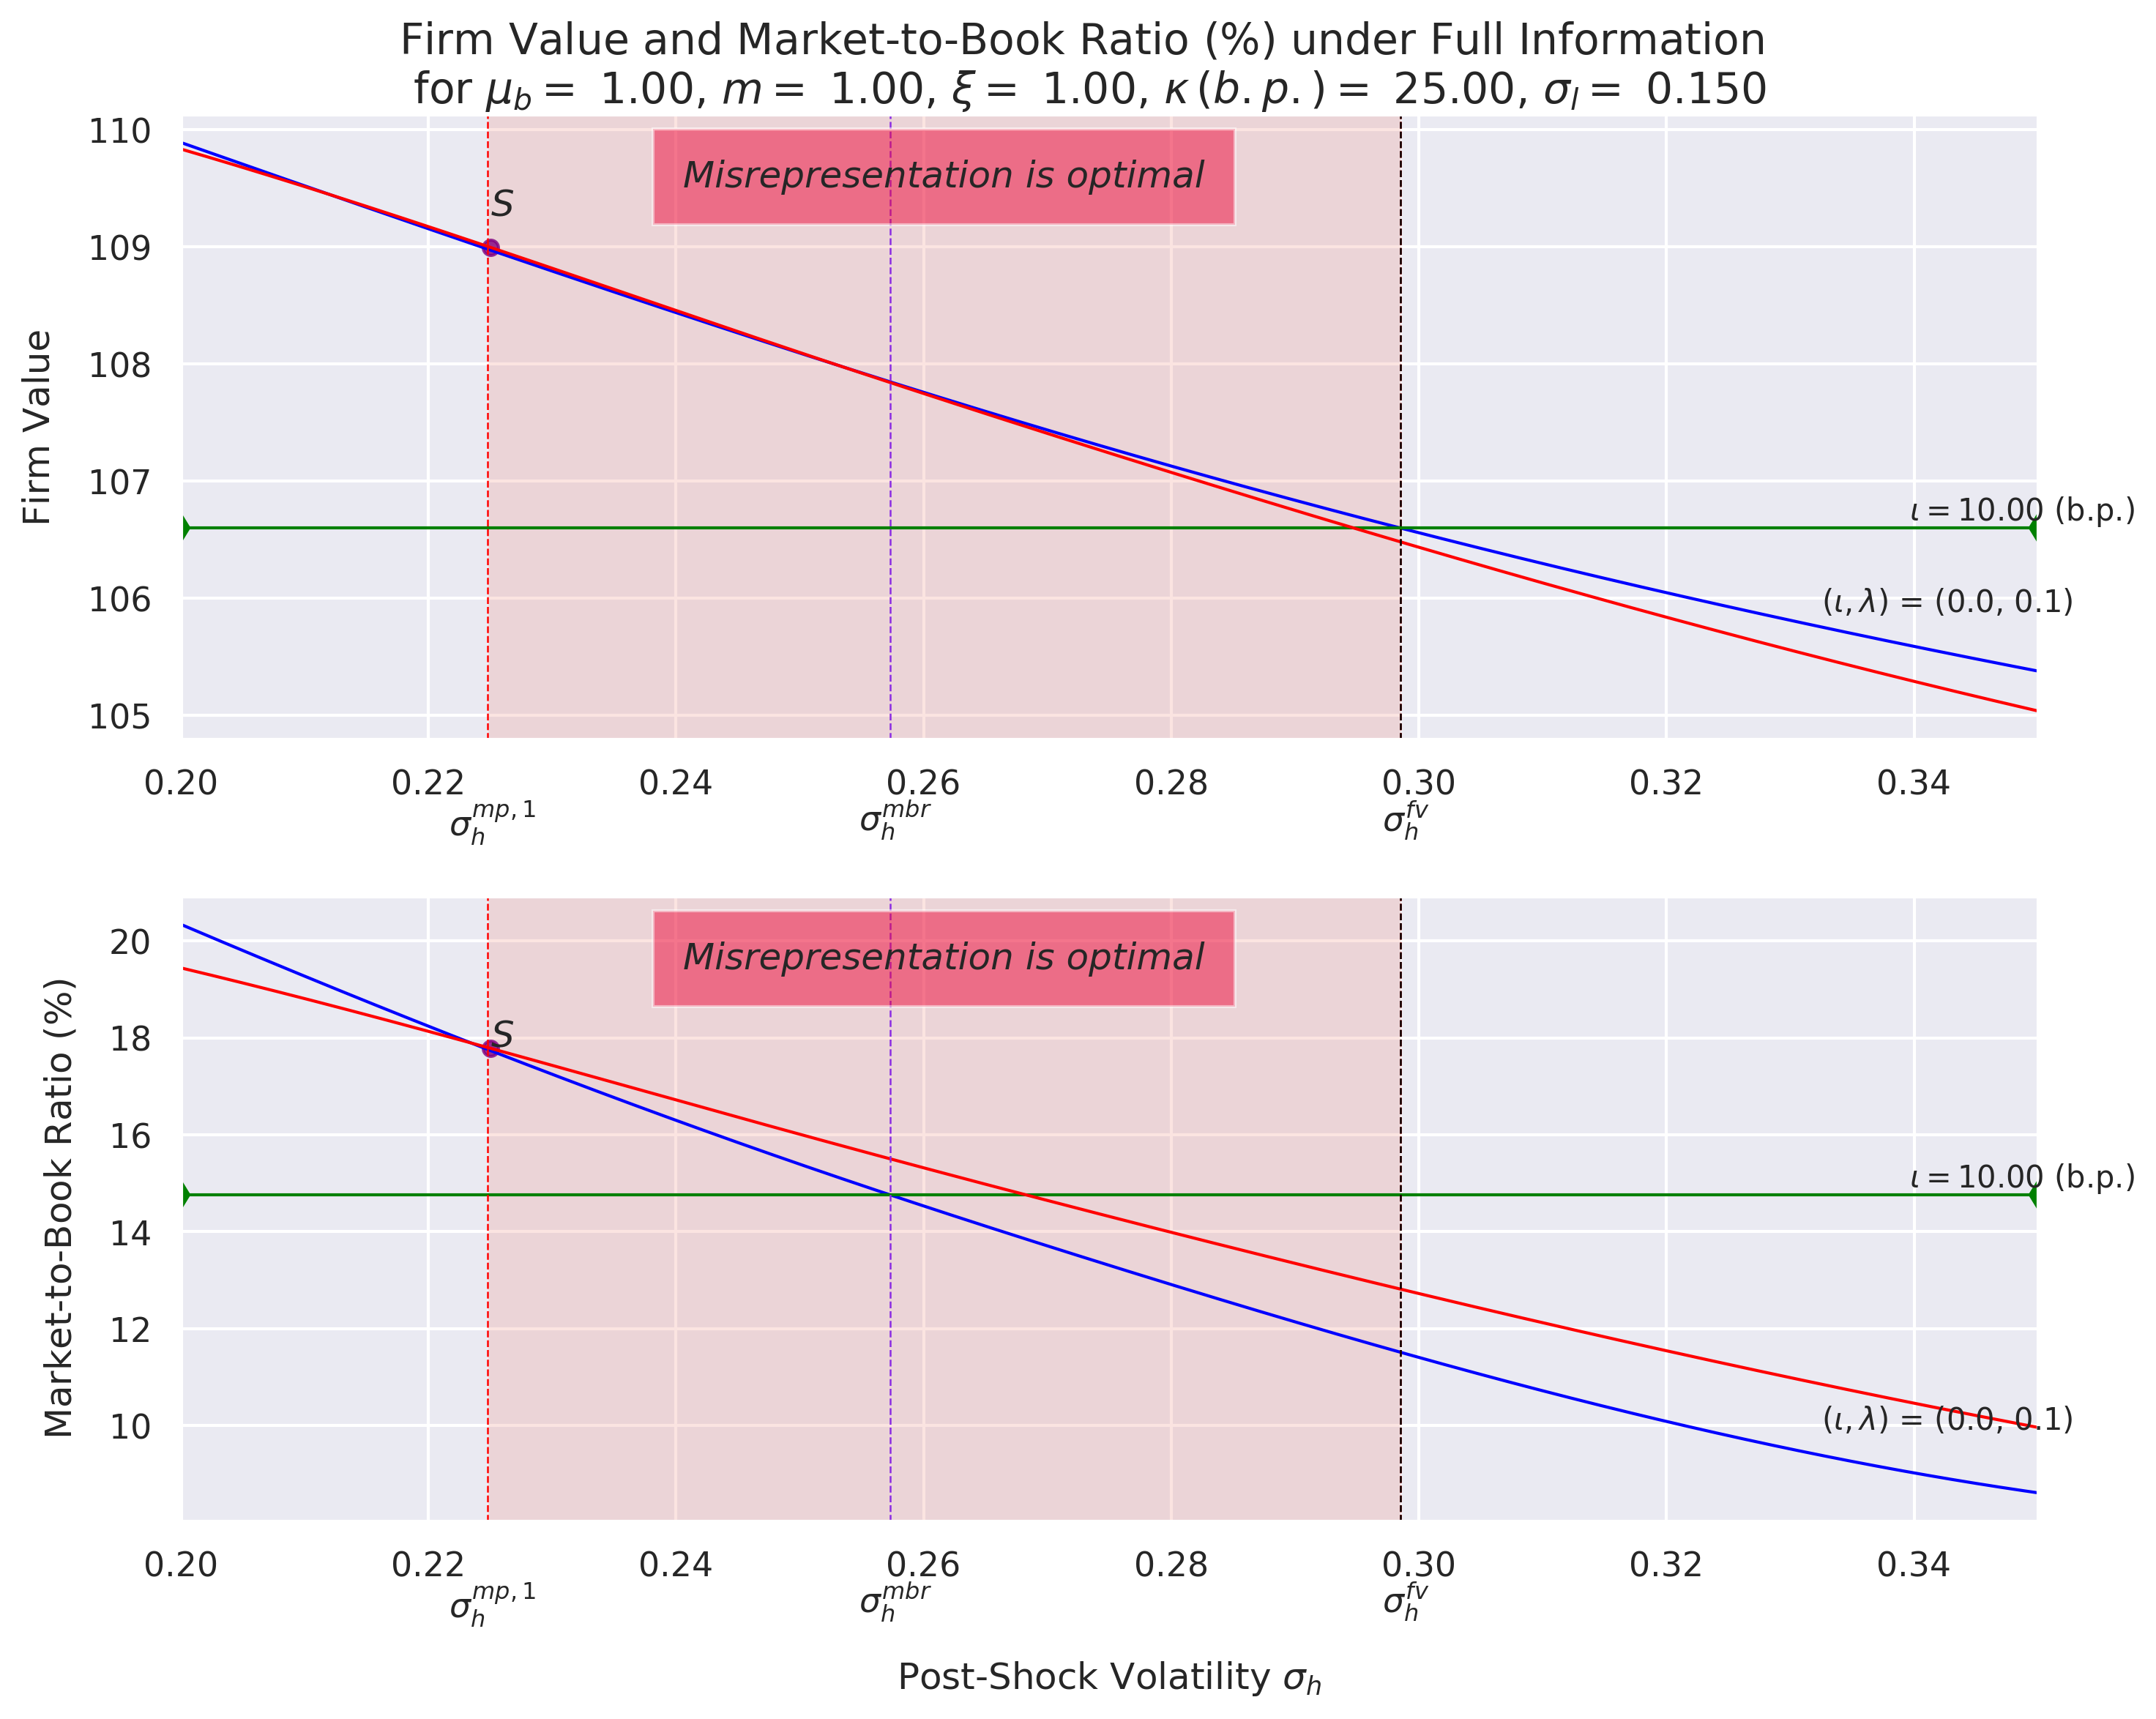 Firm Value and Market-to-Book Ratio (%) under Full Information
for μ_b = 1.00, m = 1.00, ξ = 1.00, κ(b.p.) = 25.00, σ_l = 0.150
110
109
108
107
106
105
Firm Value
Misrepresentation is optimal
S
ι = 10.00 (b.p.)
(ι, λ) = (0.0, 0.1)
0.20 0.22 0.24 0.26 0.28 0.30 0.32 0.34
σ_h^{mp,1} σ_h^{mbr} σ_h^{fv}
20
18
16
14
12
10
Market-to-Book Ratio (%)
Misrepresentation is optimal
S
ι = 10.00 (b.p.)
(ι, λ) = (0.0, 0.1)
0.20 0.22 0.24 0.26 0.28 0.30 0.32 0.34
σ_h^{mp,1} σ_h^{mbr} σ_h^{fv}
Post-Shock Volatility σ_h